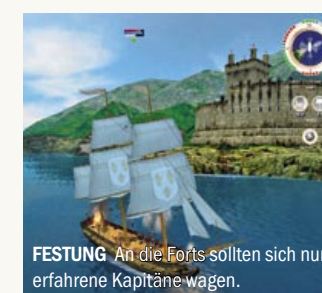 FESTUNG An die Forts sollten sich nur
erfahrene Kapitäne wagen.